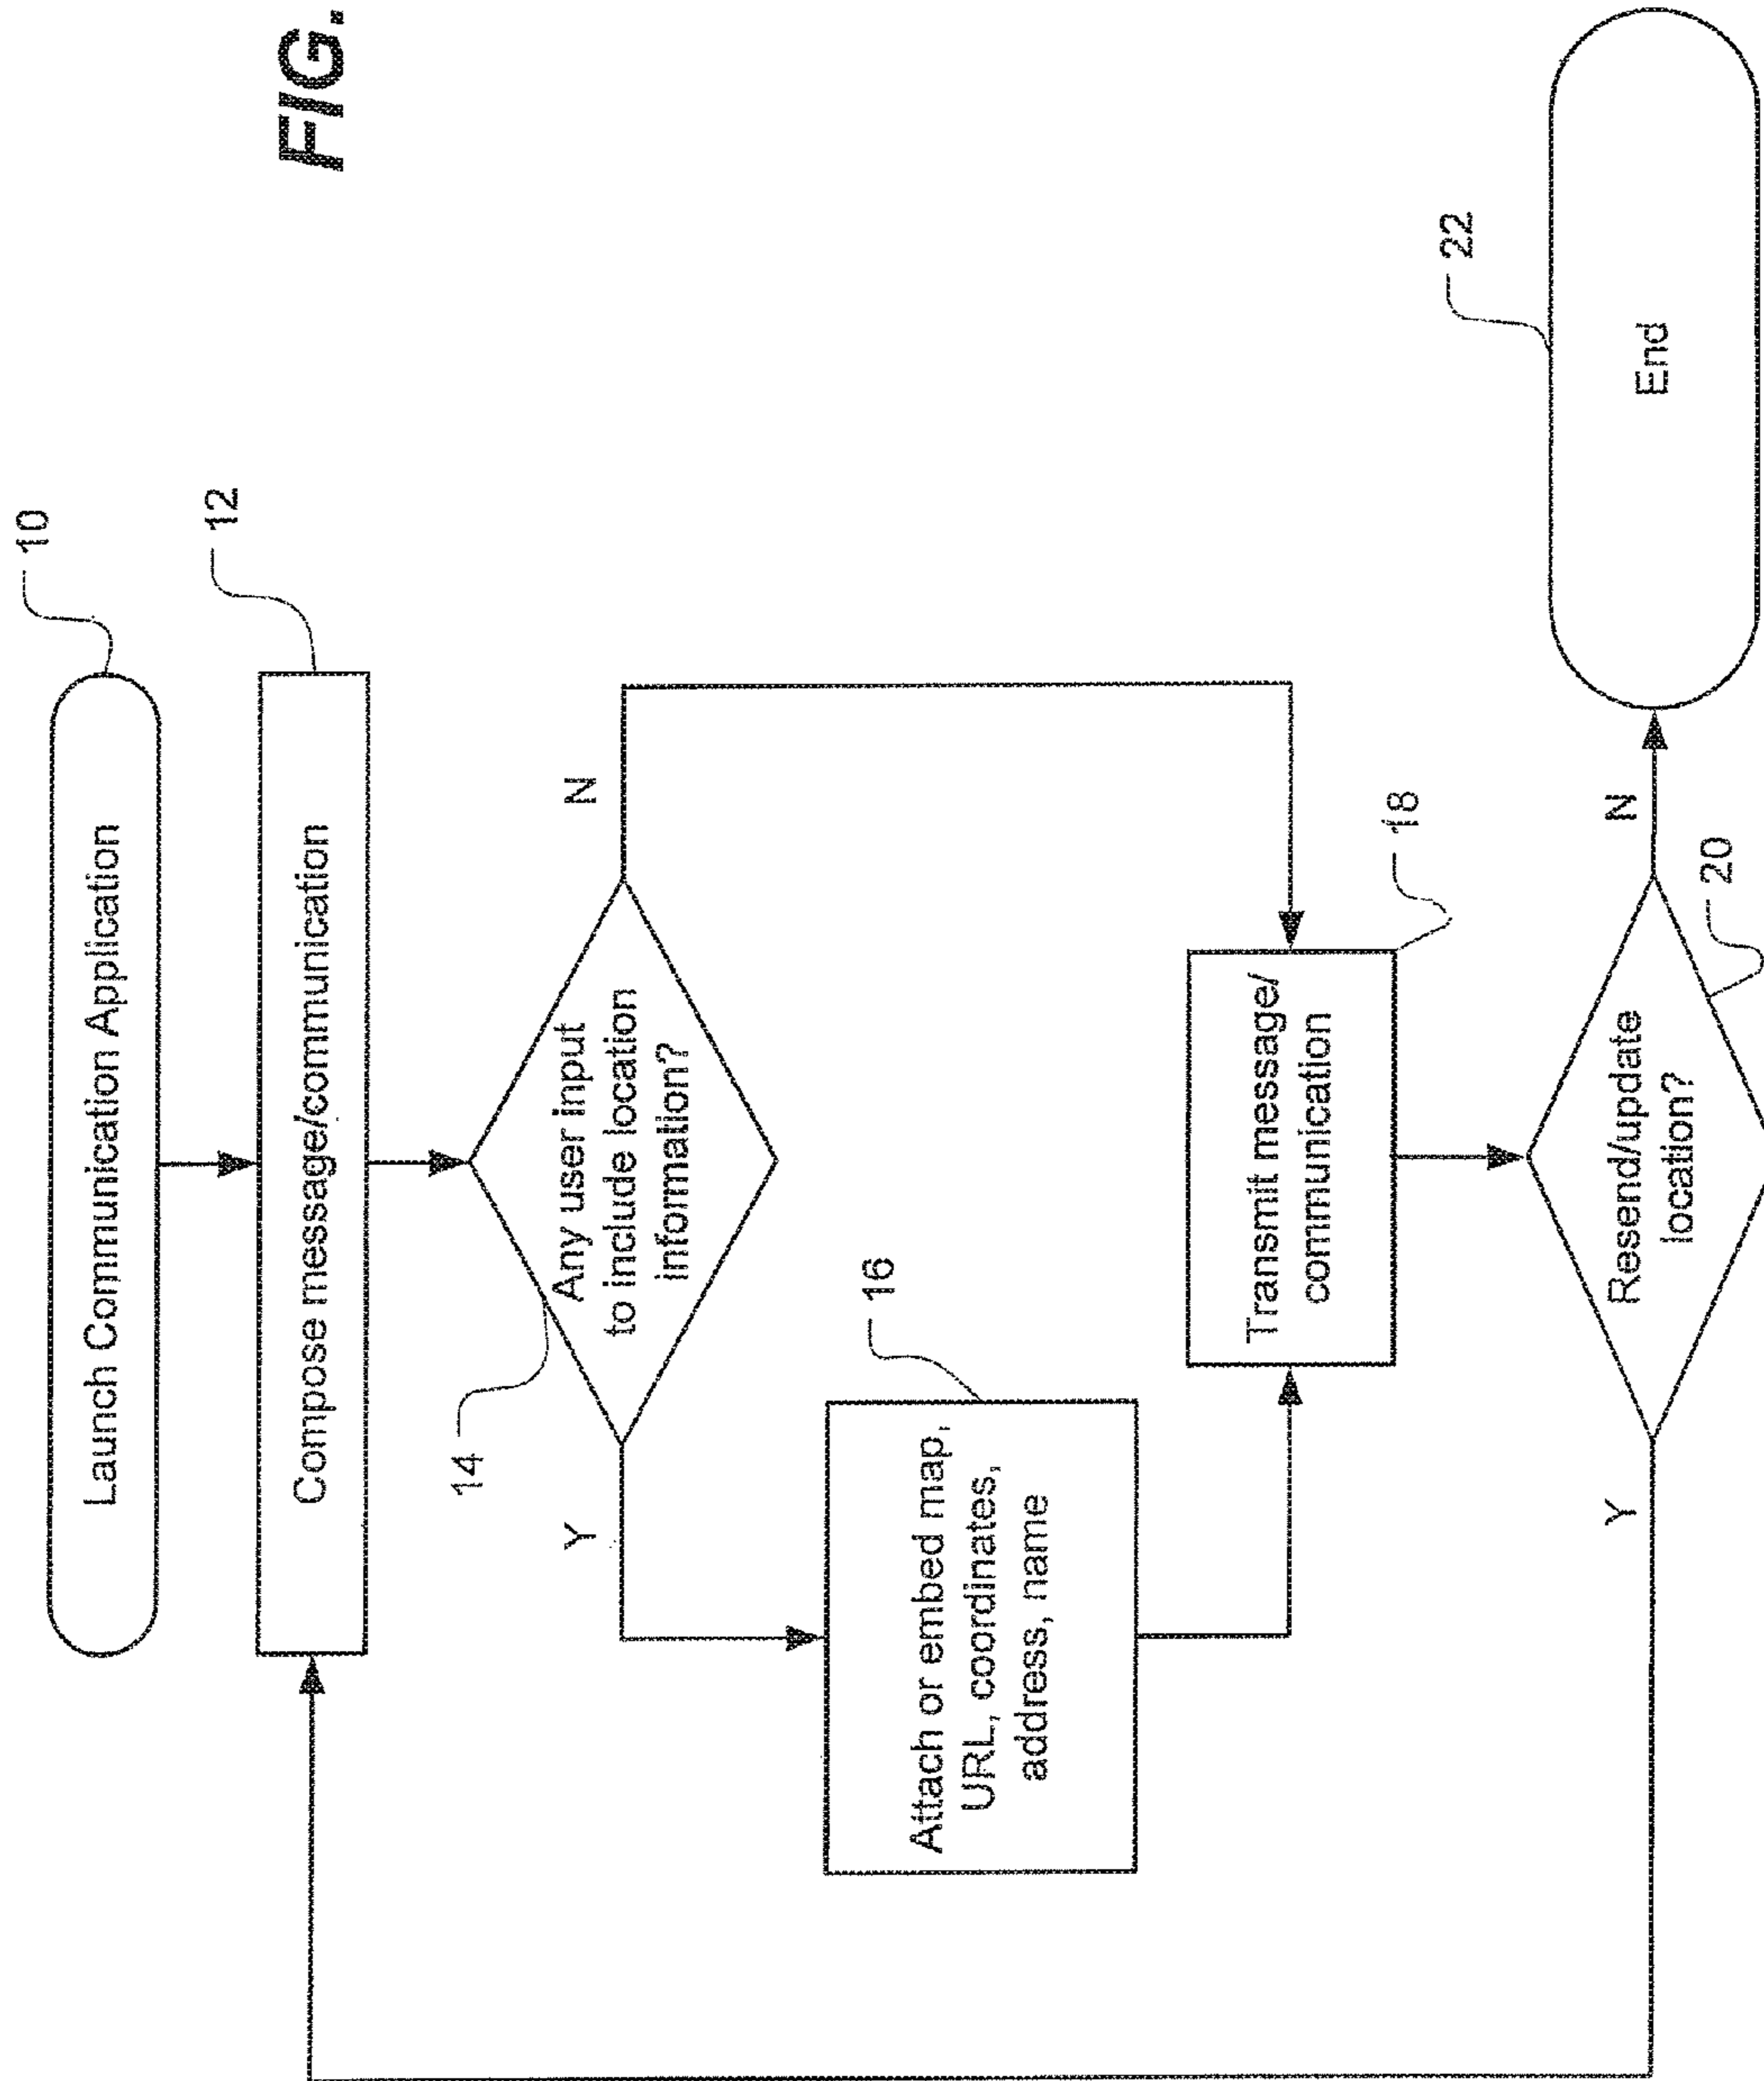 FIG.
10
Launch Communication Application
12
Compose message/communication
14
Any user input
to include location
information?
Y
N
16
Attach or embed map,
URL, coordinates,
address, name
18
Transmit message/
communication
20
Resend/update
location?
Y
N
22
End